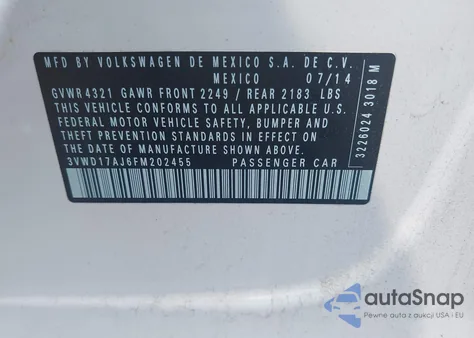 MFD BY VOLKSWAGEN DE MEXICO S.A. DE C.V.
MEXICO 07/14
GVWR 4321 GAWR FRONT 2249 / REAR 2183 LBS
THIS VEHICLE CONFORMS TO ALL APPLICABLE U.S.
FEDERAL MOTOR VEHICLE SAFETY, BUMPER AND
THEFT PREVENTION STANDARDS IN EFFECT ON
THE DATE OF MANUFACTURE SHOWN ABOVE.
3VWD17AJ6FM202455 PASSENGER CAR
3226024 3018 M
autoSnap
Pewne auta z aukcji USA i EU